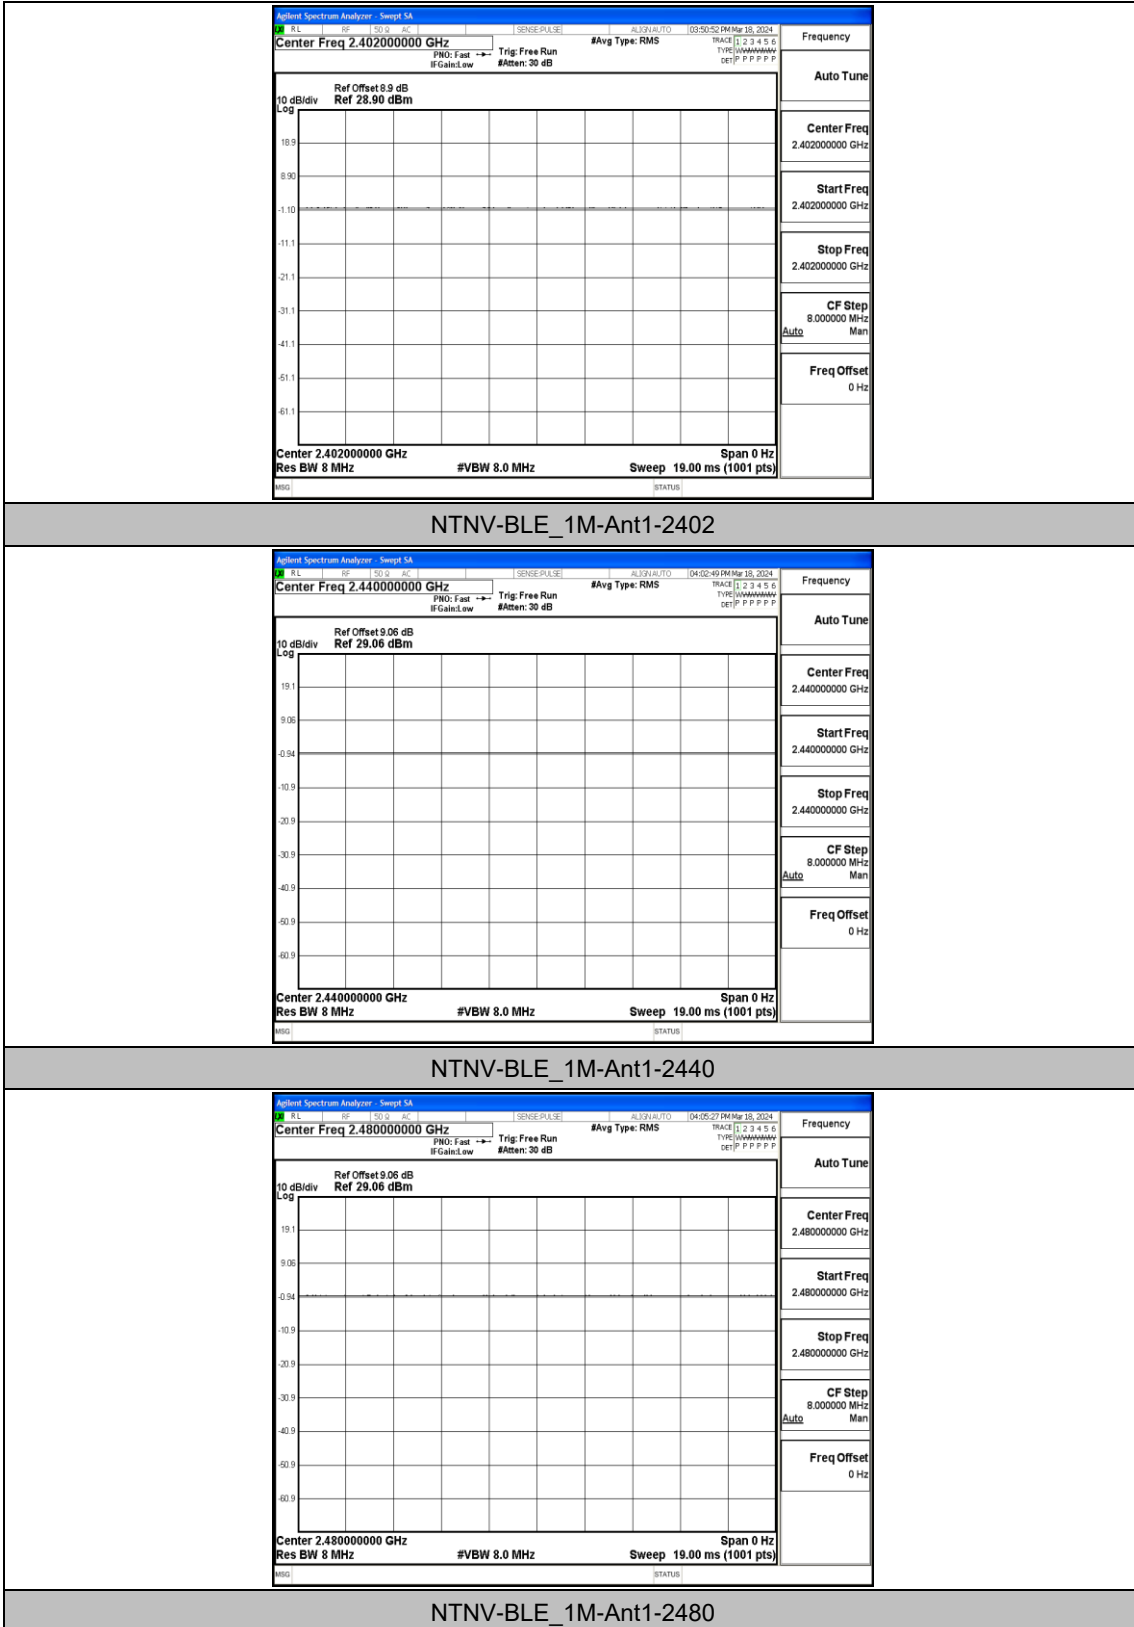 Agilent Spectrum Analyzer - Swept SA
RL RF 50 Ω AC SENSE:PULSE ALIGN AUTO 03:50:52 PM Mar 18, 2024
Center Freq 2.402000000 GHz #Avg Type: RMS TRACE 1 2 3 4 5 6
PNO: Fast Trig: Free Run TYPE
IFGain:Low #Atten: 30 dB DET P P P P P P
Frequency
Auto Tune
Ref Offset 8.9 dB
10 dB/div Ref 28.90 dBm
Log
18.9
8.90
-1.10
-11.1
-21.1
-31.1
-41.1
-51.1
-61.1
Center Freq
2.402000000 GHz
Start Freq
2.402000000 GHz
Stop Freq
2.402000000 GHz
CF Step
8.000000 MHz
Auto Man
Freq Offset
0 Hz
Center 2.402000000 GHz Span 0 Hz
Res BW 8 MHz #VBW 8.0 MHz Sweep 19.00 ms (1001 pts)
MSG STATUS
NTNV-BLE_1M-Ant1-2402
Agilent Spectrum Analyzer - Swept SA
RL RF 50 Ω AC SENSE:PULSE ALIGN AUTO 04:02:49 PM Mar 18, 2024
Center Freq 2.440000000 GHz #Avg Type: RMS TRACE 1 2 3 4 5 6
PNO: Fast Trig: Free Run TYPE
IFGain:Low #Atten: 30 dB DET P P P P P P
Frequency
Auto Tune
Ref Offset 9.06 dB
10 dB/div Ref 29.06 dBm
Log
19.1
9.06
-0.94
-10.9
-20.9
-30.9
-40.9
-50.9
-60.9
Center Freq
2.440000000 GHz
Start Freq
2.440000000 GHz
Stop Freq
2.440000000 GHz
CF Step
8.000000 MHz
Auto Man
Freq Offset
0 Hz
Center 2.440000000 GHz Span 0 Hz
Res BW 8 MHz #VBW 8.0 MHz Sweep 19.00 ms (1001 pts)
MSG STATUS
NTNV-BLE_1M-Ant1-2440
Agilent Spectrum Analyzer - Swept SA
RL RF 50 Ω AC SENSE:PULSE ALIGN AUTO 04:05:27 PM Mar 18, 2024
Center Freq 2.480000000 GHz #Avg Type: RMS TRACE 1 2 3 4 5 6
PNO: Fast Trig: Free Run TYPE
IFGain:Low #Atten: 30 dB DET P P P P P P
Frequency
Auto Tune
Ref Offset 9.06 dB
10 dB/div Ref 29.06 dBm
Log
19.1
9.06
-0.94
-10.9
-20.9
-30.9
-40.9
-50.9
-60.9
Center Freq
2.480000000 GHz
Start Freq
2.480000000 GHz
Stop Freq
2.480000000 GHz
CF Step
8.000000 MHz
Auto Man
Freq Offset
0 Hz
Center 2.480000000 GHz Span 0 Hz
Res BW 8 MHz #VBW 8.0 MHz Sweep 19.00 ms (1001 pts)
MSG STATUS
NTNV-BLE_1M-Ant1-2480